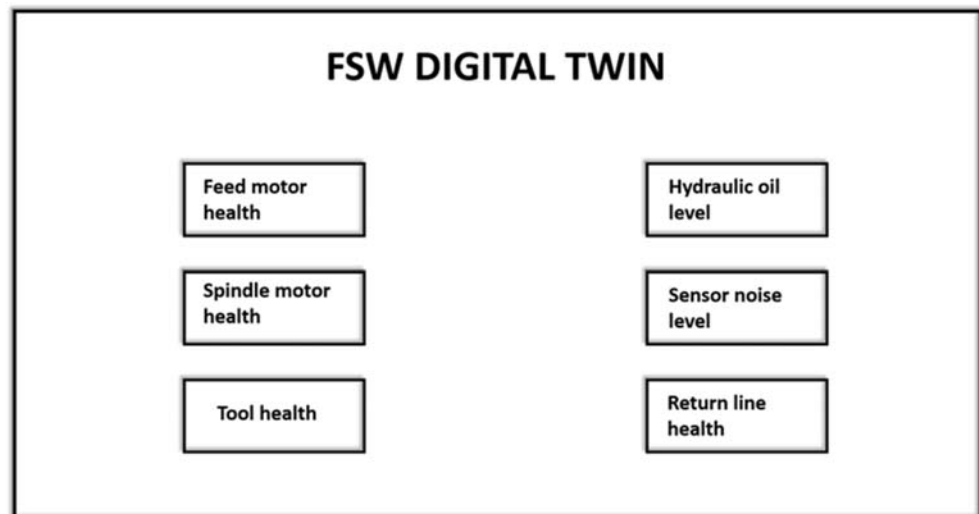 FSW DIGITAL TWIN
Feed motor
health
Hydraulic oil
level
Spindle motor
health
Sensor noise
level
Tool health
Return line
health